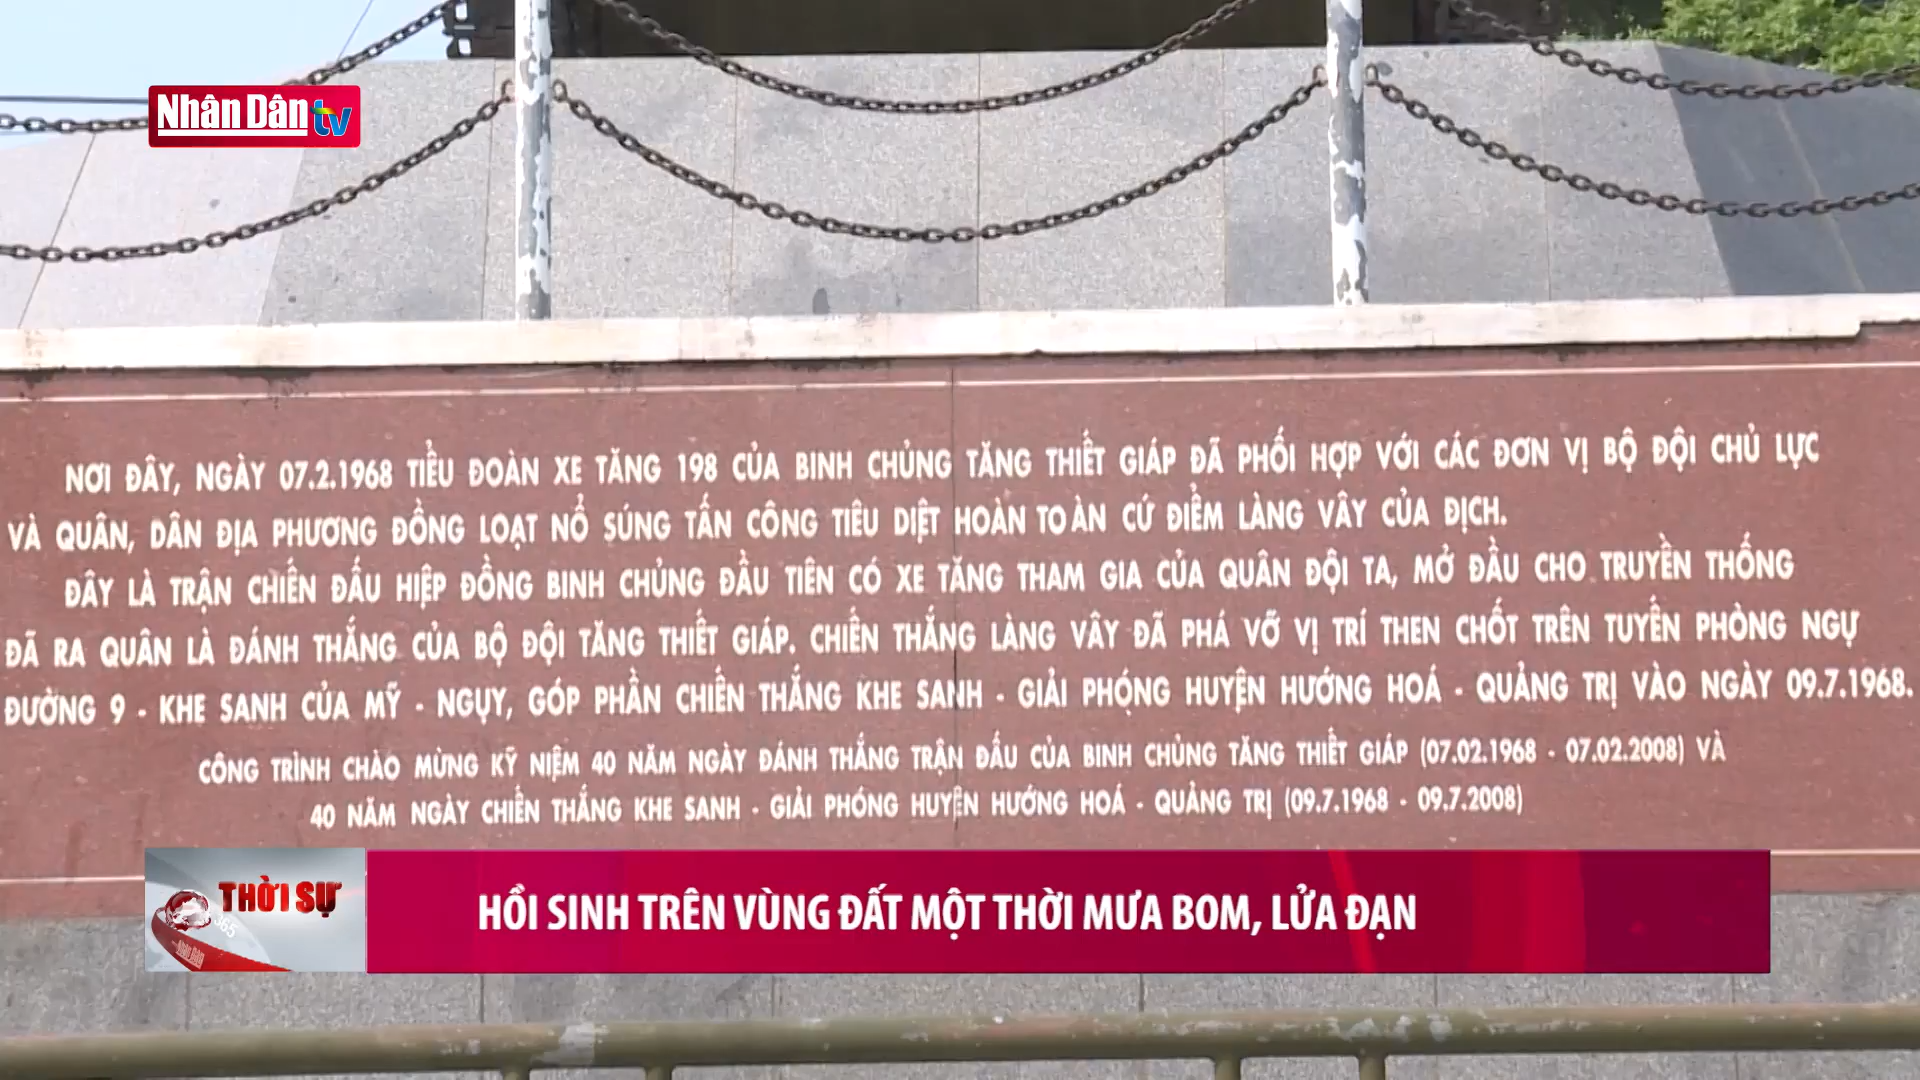 Nhân Dân tv
NƠI ĐÂY, NGÀY 07.2.1968 TIỂU ĐOÀN XE TĂNG 198 CỦA BINH CHỦNG TĂNG THIẾT GIÁP ĐÃ PHỐI HỢP VỚI CÁC ĐƠN VỊ BỘ ĐỘI CHỦ LỰC
VÀ QUÂN, DÂN ĐỊA PHƯƠNG ĐỒNG LOẠT NỔ SÚNG TẤN CÔNG TIÊU DIỆT HOÀN TOÀN CỨ ĐIỂM LÀNG VÂY CỦA ĐỊCH.
ĐÂY LÀ TRẬN CHIẾN ĐẤU HIỆP ĐỒNG BINH CHỦNG ĐẦU TIÊN CÓ XE TĂNG THAM GIA CỦA QUÂN ĐỘI TA, MỞ ĐẦU CHO TRUYỀN THỐNG
ĐÃ RA QUÂN LÀ ĐÁNH THẮNG CỦA BỘ ĐỘI TĂNG THIẾT GIÁP. CHIẾN THẮNG LÀNG VÂY ĐÃ PHÁ VỠ VỊ TRÍ THEN CHỐT TRÊN TUYẾN PHÒNG NGỰ
ĐƯỜNG 9 - KHE SANH CỦA MỸ - NGỤY, GÓP PHẦN CHIẾN THẮNG KHE SANH - GIẢI PHÓNG HUYỆN HƯỚNG HOÁ - QUẢNG TRỊ VÀO NGÀY 09.7.1968.
CÔNG TRÌNH CHÀO MỪNG KỶ NIỆM 40 NĂM NGÀY ĐÁNH THẮNG TRẬN ĐẦU CỦA BINH CHỦNG TĂNG THIẾT GIÁP (07.02.1968 - 07.02.2008) VÀ
40 NĂM NGÀY CHIẾN THẮNG KHE SANH - GIẢI PHÓNG HUYỆN HƯỚNG HOÁ - QUẢNG TRỊ (09.7.1968 - 09.7.2008)
THỜI SỰ
365
NHÂN DÂN
HỒI SINH TRÊN VÙNG ĐẤT MỘT THỜI MƯA BOM, LỬA ĐẠN